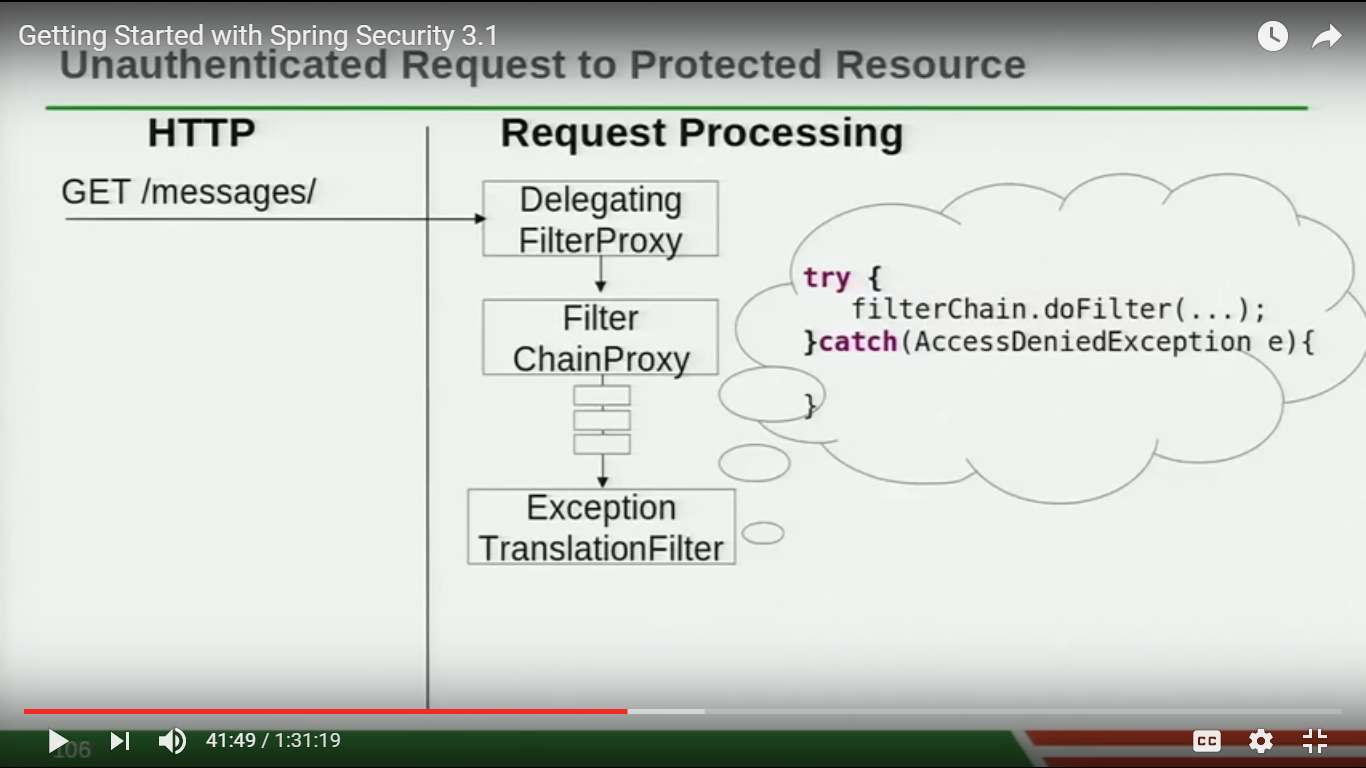 Getting Started with Spring Security 3.1
Unauthenticated Request to Protected Resource
HTTP
Request Processing
GET /messages/
Delegating
FilterProxy
Filter
ChainProxy
Exception
TranslationFilter
try {
filterChain.doFilter(...);
}catch(AccessDeniedException e){
}
106
41:49 / 1:31:19
CC